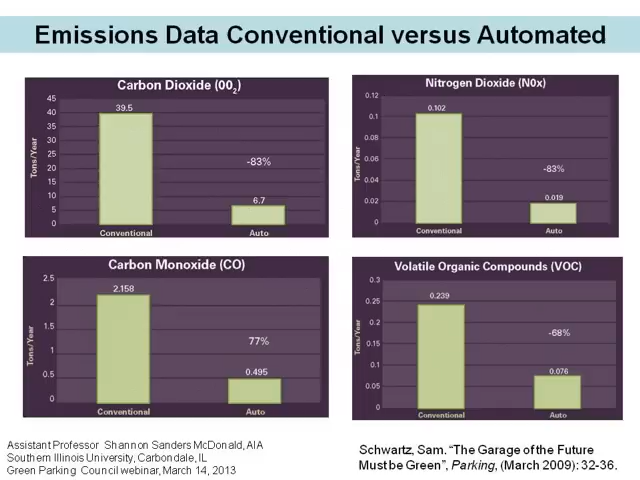 Emissions Data Conventional versus Automated
Carbon Dioxide (00₂)
45
40
35
30
25
20
15
10
5
0
Tons/Year
39.5
-83%
6.7
Conventional Auto
Nitrogen Dioxide (N0x)
0.12
0.1
0.08
0.06
0.04
0.02
0
Tons/Year
0.102
-83%
0.019
Conventional Auto
Carbon Monoxide (CO)
2.5
2
1.5
1
0.5
0
Tons/Year
2.158
77%
0.495
Conventional Auto
Volatile Organic Compounds (VOC)
0.3
0.25
0.2
0.15
0.1
0.05
0
Tons/Year
0.239
-68%
0.076
Conventional Auto
Assistant Professor Shannon Sanders McDonald, AIA
Southern Illinois University, Carbondale, IL
Green Parking Council webinar, March 14, 2013
Schwartz, Sam. “The Garage of the Future
Must be Green”, Parking, (March 2009): 32-36.